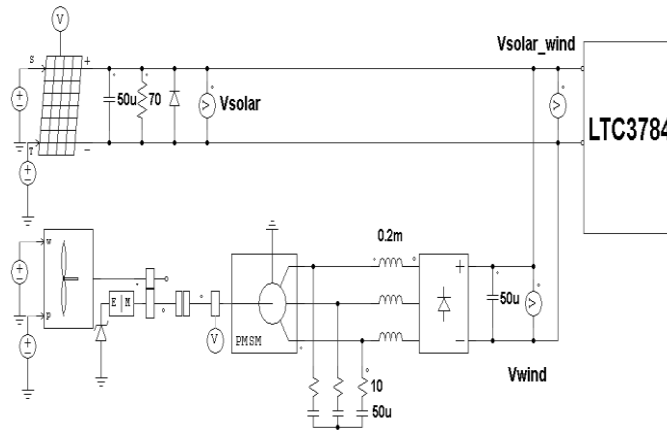 V
Vsolar_wind
S
+
50u
70
Vsolar
V
V
LTC3784
T
-
0.2m
w
E M
+
50u
V
p
V
PMSM
-
Vwind
10
50u